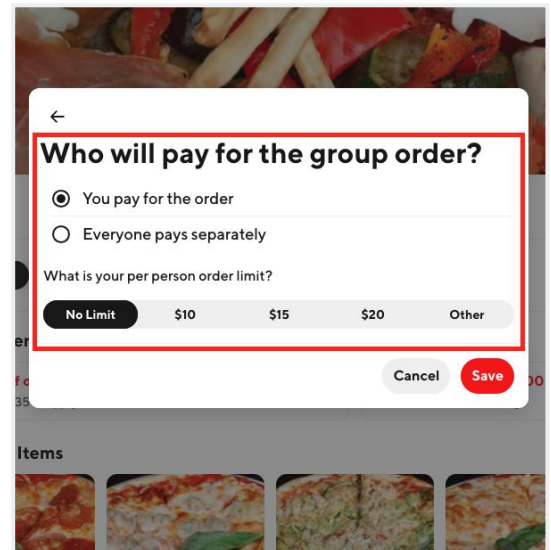 ←
Who will pay for the group order?
You pay for the order
Everyone pays separately
What is your per person order limit?
No Limit $10 $15 $20 Other
Cancel Save
Items